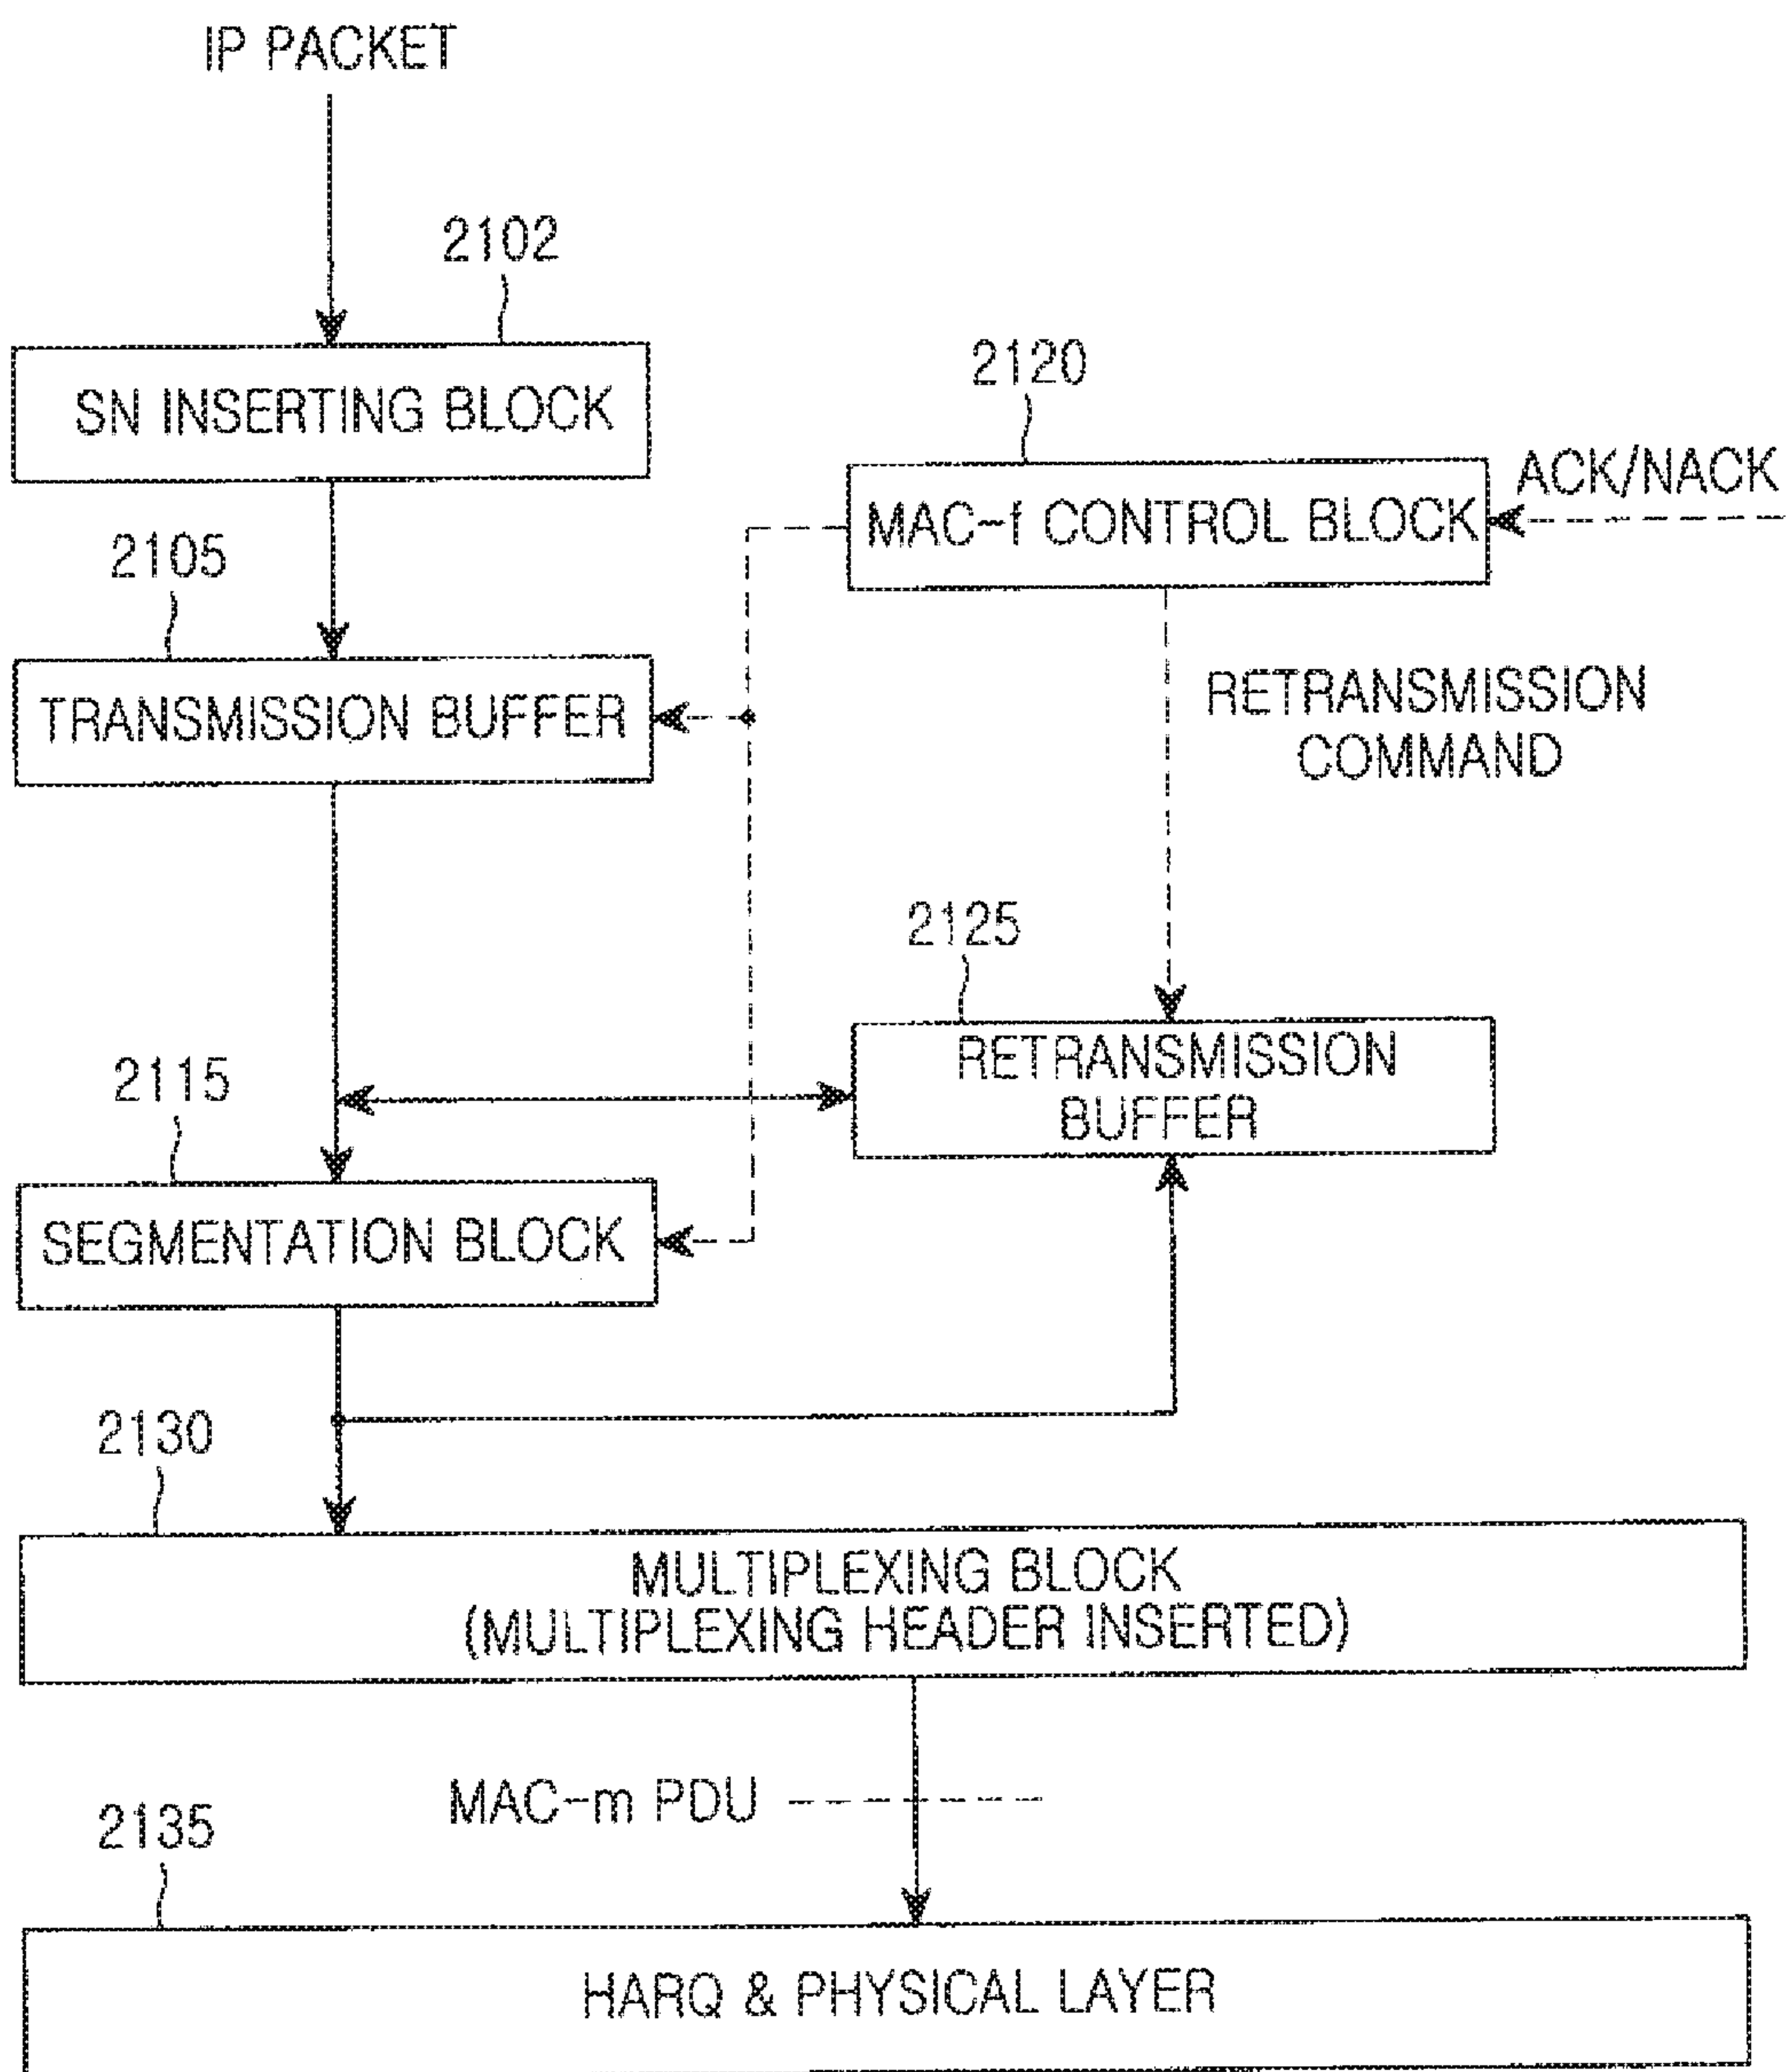 IP PACKET
2102
SN INSERTING BLOCK
2120
MAC-f CONTROL BLOCK
ACK/NACK
2105
TRANSMISSION BUFFER
RETRANSMISSION
COMMAND
2125
RETRANSMISSION
BUFFER
2115
SEGMENTATION BLOCK
2130
MULTIPLEXING BLOCK
(MULTIPLEXING HEADER INSERTED)
MAC-m PDU
2135
HARQ & PHYSICAL LAYER